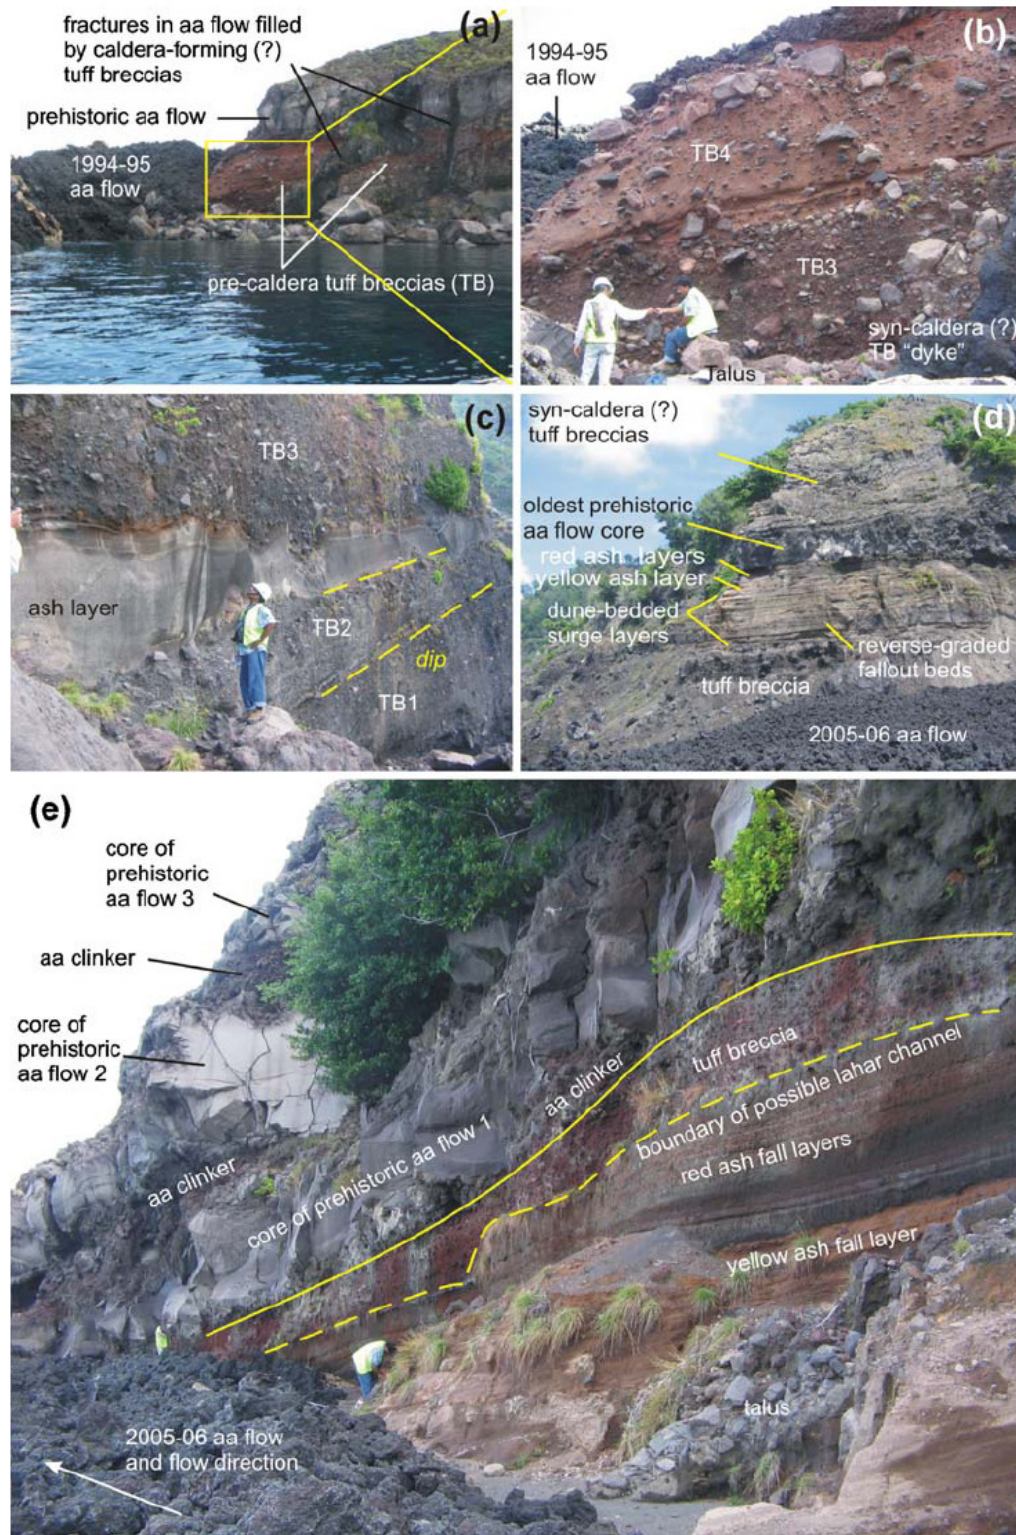 (a)
fractures in aa flow filled
by caldera-forming (?)
tuff breccias
prehistoric aa flow
1994-95
aa flow
pre-caldera tuff breccias (TB)
(b)
1994-95
aa flow
TB4
TB3
syn-caldera (?)
TB "dyke"
Talus
(c)
TB3
ash layer
TB2
dip
TB1
(d)
syn-caldera (?)
tuff breccias
oldest prehistoric
aa flow core
red ash layers
yellow ash layer
dune-bedded
surge layers
reverse-graded
fallout beds
tuff breccia
2005-06 aa flow
(e)
core of
prehistoric
aa flow 3
aa clinker
core of
prehistoric
aa flow 2
aa clinker
core of prehistoric aa flow 1
aa clinker
tuff breccia
boundary of possible lahar channel
red ash fall layers
yellow ash fall layer
talus
2005-06 aa flow
and flow direction